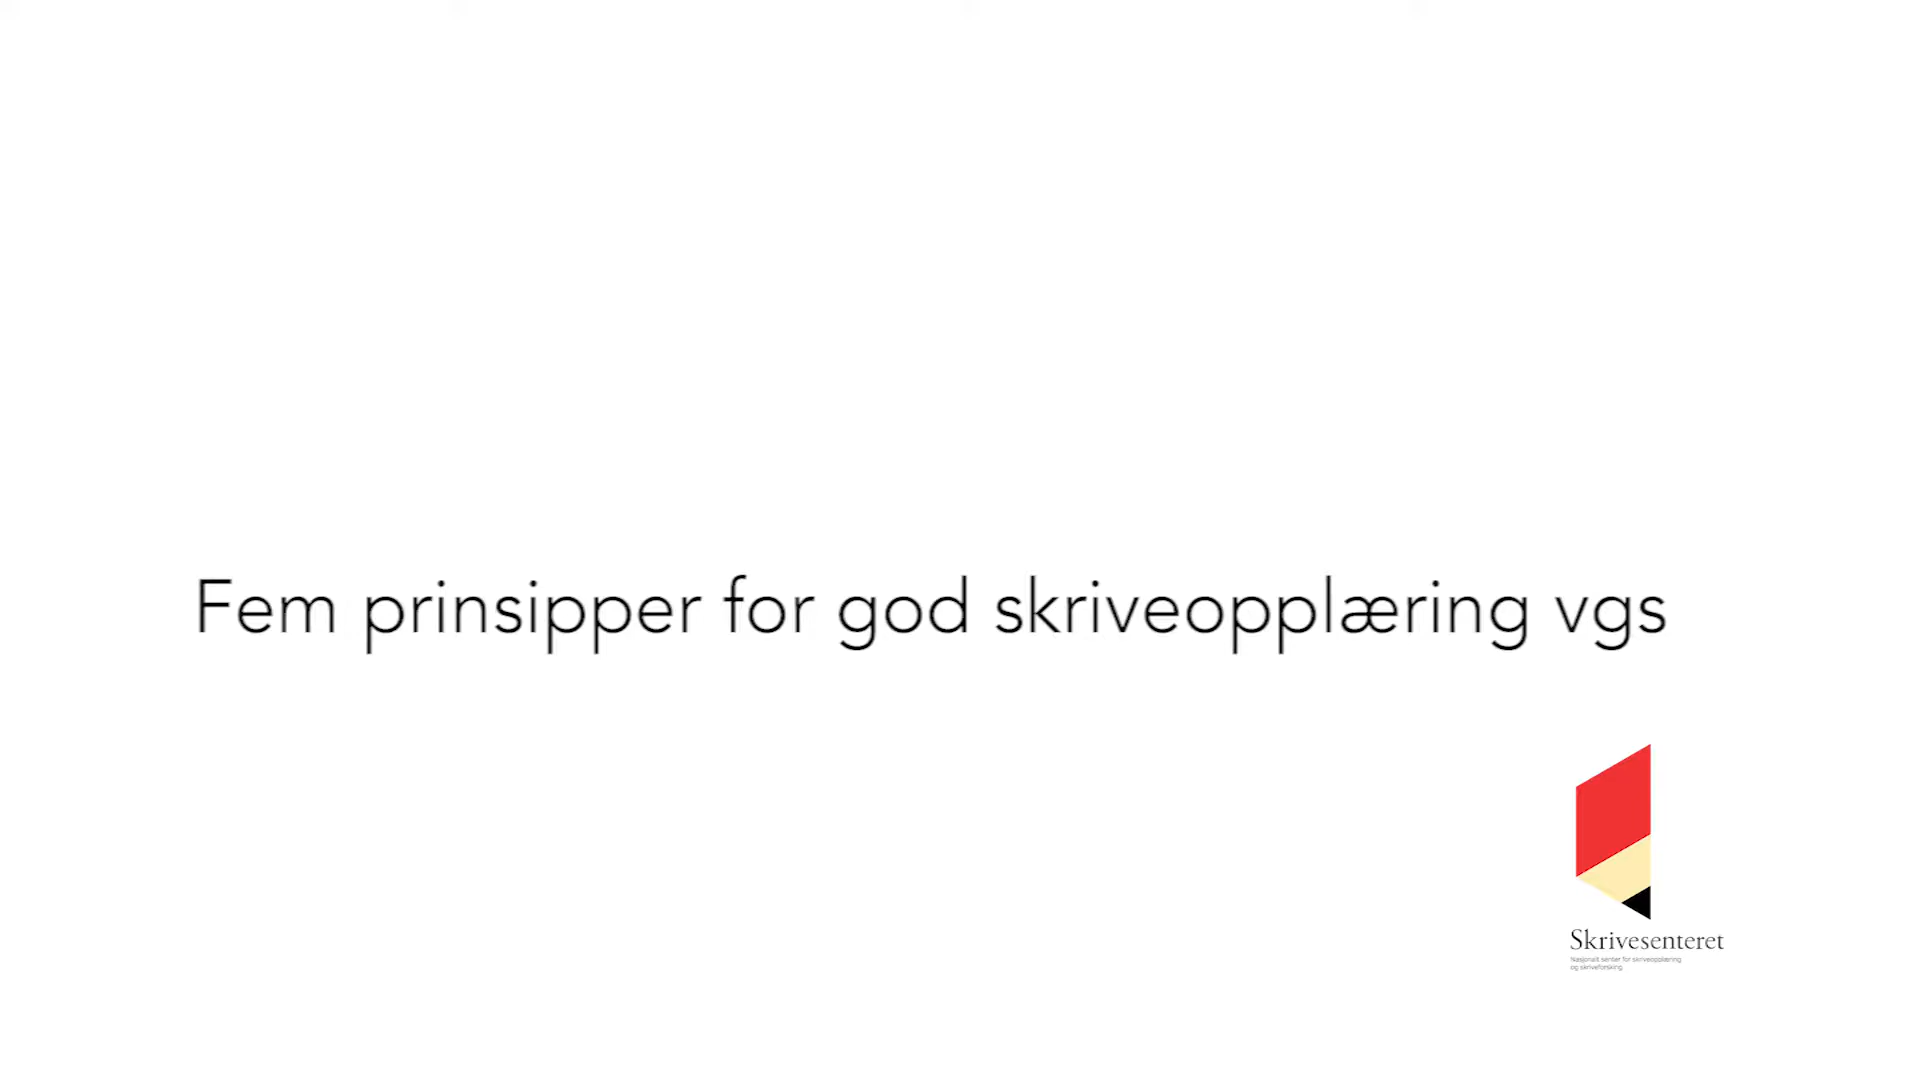 Fem prinsipper for god skriveopplæring vgs
Skrivesenteret
Nasjonalt senter for skriveopplæring
og skriveforsking